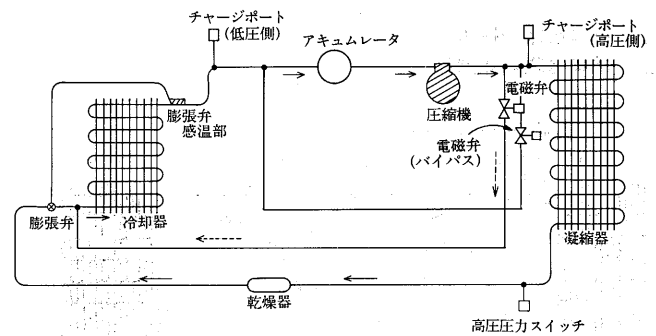 チャージポート
(低圧側)
アキュムレータ
チャージポート
(高圧側)
電磁弁
圧縮機
電磁弁
(バイパス)
膨張弁
感温部
膨張弁
冷却器
凝縮器
乾燥器
高圧圧力スイッチ